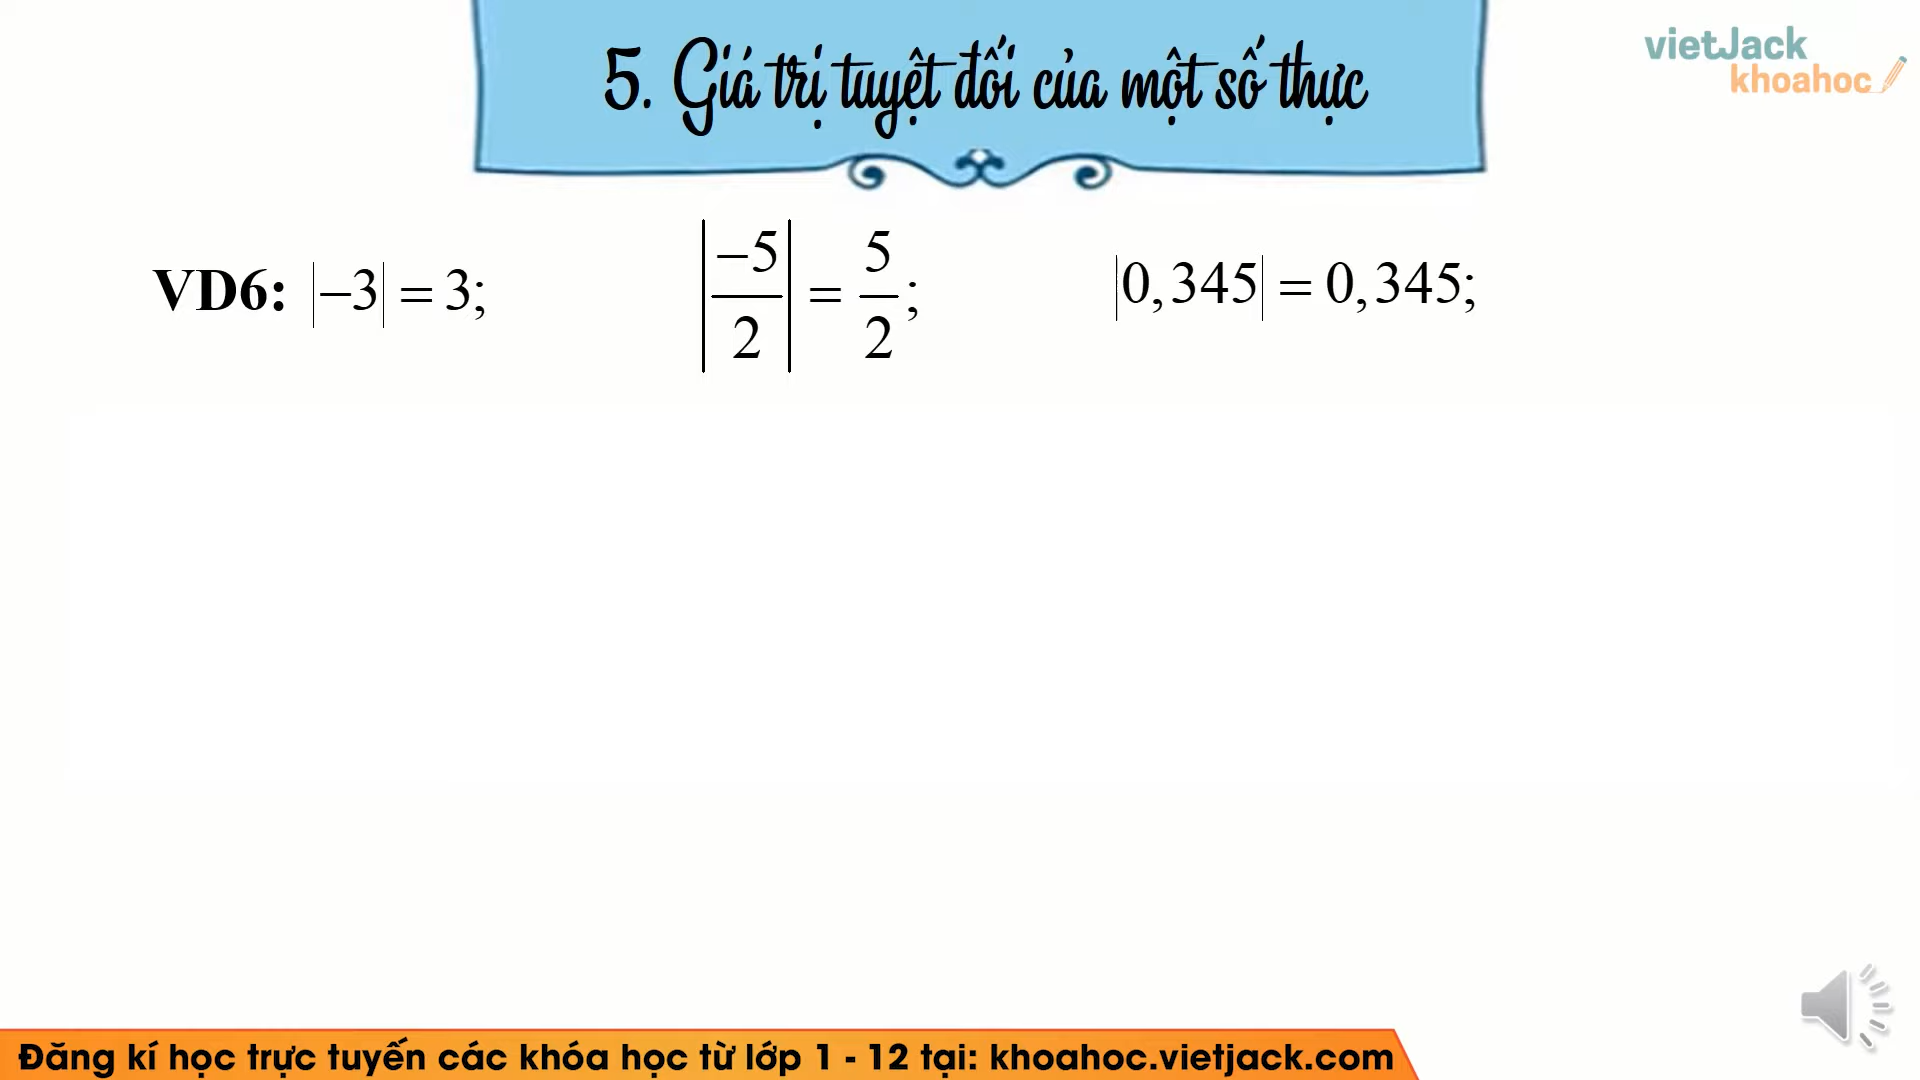 5. Giá trị tuyệt đối của một số thực
vietJack
khoahoc
VD6: |−3| = 3; |−5/2| = 5/2; |0,345| = 0,345;
Đăng kí học trực tuyến các khóa học từ lớp 1 - 12 tại: khoahoc.vietjack.com